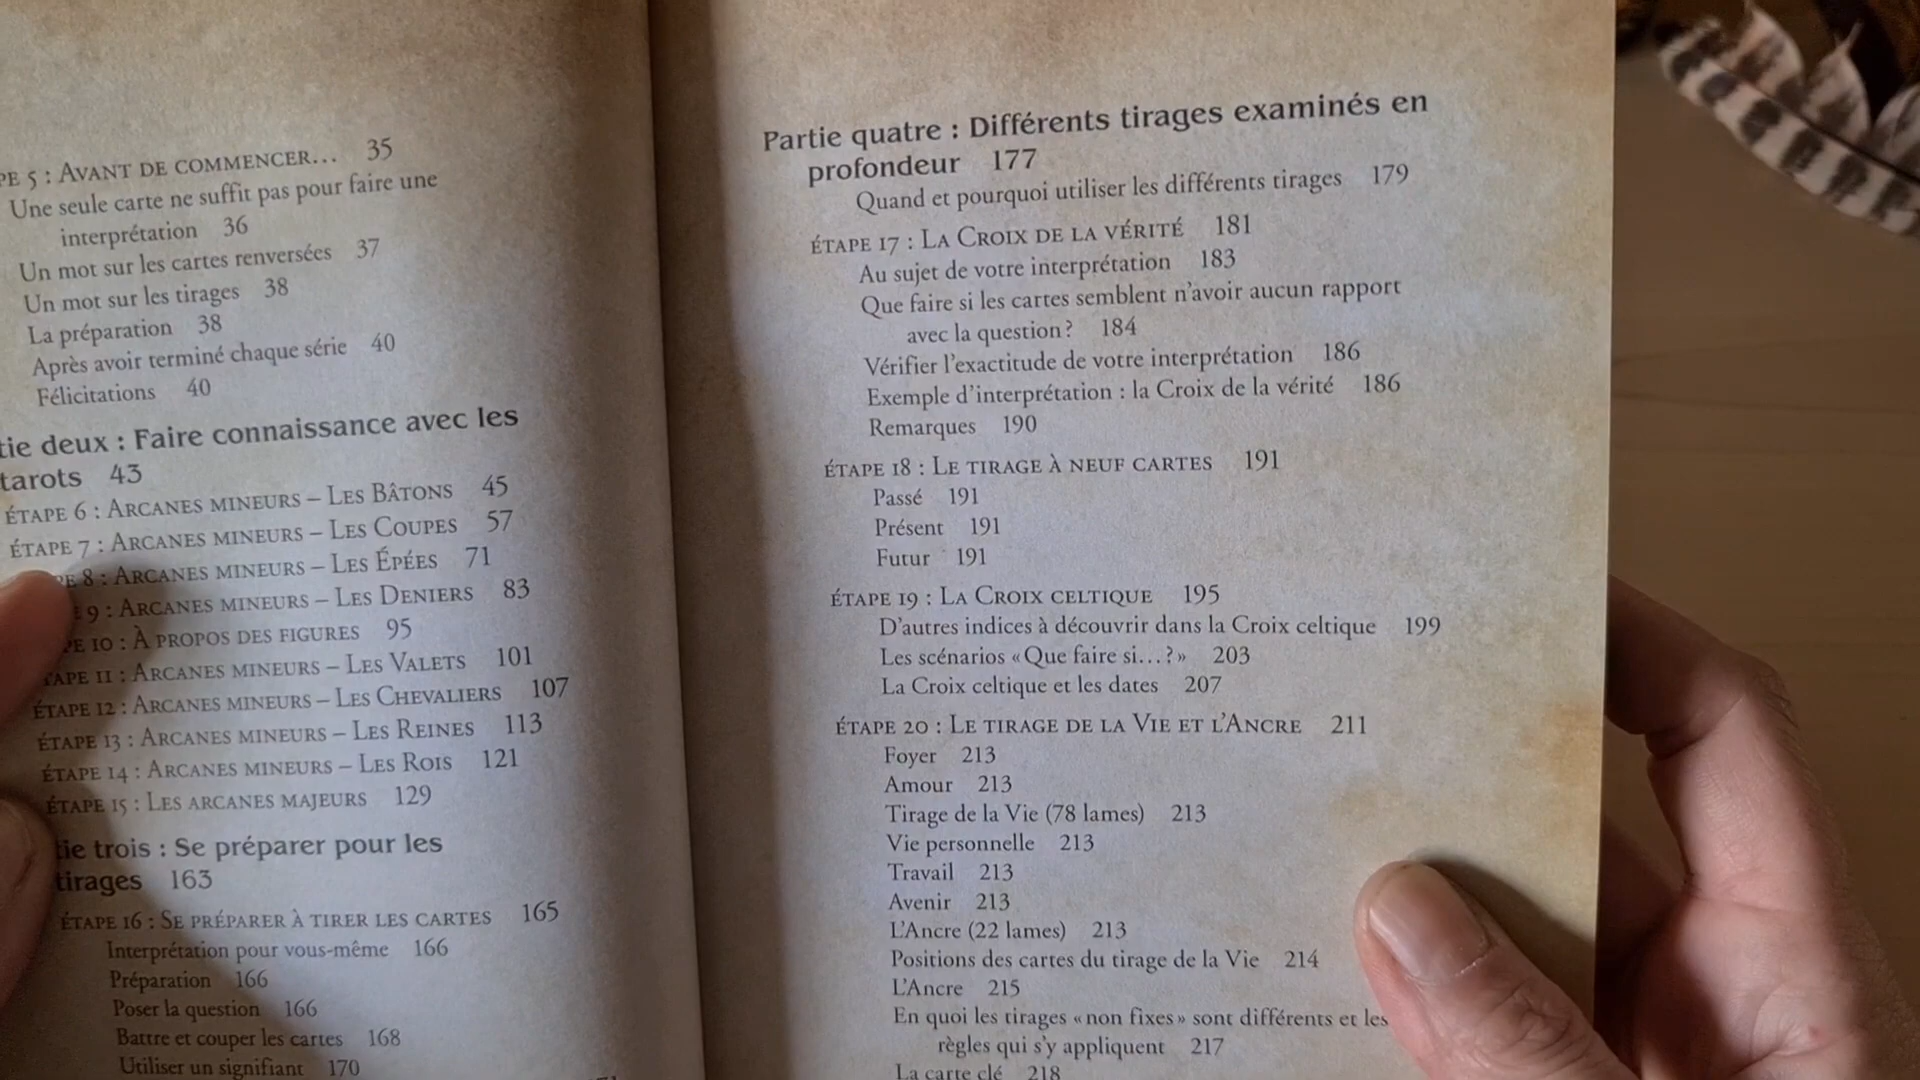 5 : Avant de commencer... 35
Une seule carte ne suffit pas pour faire une
interprétation 36
Un mot sur les cartes renversées 37
Un mot sur les tirages 38
La préparation 38
Après avoir terminé chaque série 40
Félicitations 40
deux : Faire connaissance avec les
tarots 43
étape 6 : Arcanes mineurs – Les Bâtons 45
étape 7 : Arcanes mineurs – Les Coupes 57
8 : Arcanes mineurs – Les Épées 71
9 : Arcanes mineurs – Les Deniers 83
10 : À propos des figures 95
11 : Arcanes mineurs – Les Valets 101
étape 12 : Arcanes mineurs – Les Chevaliers 107
étape 13 : Arcanes mineurs – Les Reines 113
étape 14 : Arcanes mineurs – Les Rois 121
étape 15 : Les arcanes majeurs 129
trois : Se préparer pour les
tirages 163
étape 16 : Se préparer à tirer les cartes 165
Interprétation pour vous-même 166
Préparation 166
Poser la question 166
Battre et couper les cartes 168
Utiliser un signifiant 170
Partie quatre : Différents tirages examinés en
profondeur 177
Quand et pourquoi utiliser les différents tirages 179
étape 17 : La Croix de la vérité 181
Au sujet de votre interprétation 183
Que faire si les cartes semblent n'avoir aucun rapport
avec la question ? 184
Vérifier l'exactitude de votre interprétation 186
Exemple d'interprétation : la Croix de la vérité 186
Remarques 190
étape 18 : Le tirage à neuf cartes 191
Passé 191
Présent 191
Futur 191
étape 19 : La Croix celtique 195
D'autres indices à découvrir dans la Croix celtique 199
Les scénarios « Que faire si...? » 203
La Croix celtique et les dates 207
étape 20 : Le tirage de la Vie et l'Ancre 211
Foyer 213
Amour 213
Tirage de la Vie (78 lames) 213
Vie personnelle 213
Travail 213
Avenir 213
L'Ancre (22 lames) 213
Positions des cartes du tirage de la Vie 214
L'Ancre 215
En quoi les tirages « non fixes » sont différents et les
règles qui s'y appliquent 217
La carte clé 218